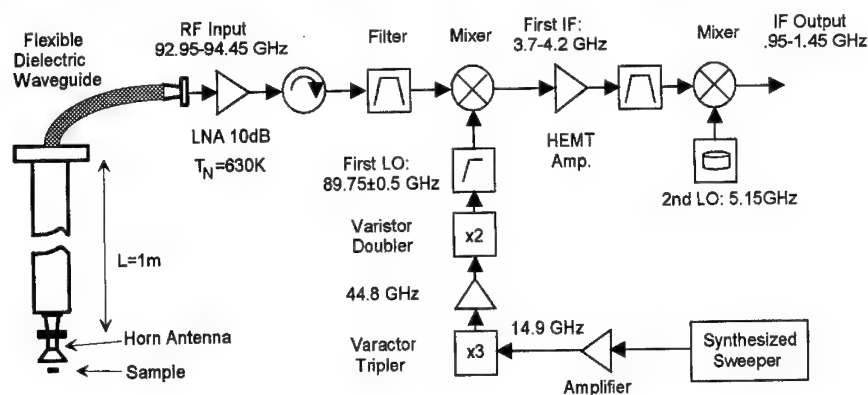 Flexible
Dielectric
Waveguide
RF Input
92.95-94.45 GHz
LNA 10dB
T_N=630K
Filter
Mixer
First IF:
3.7-4.2 GHz
HEMT
Amp.
Mixer
IF Output
.95-1.45 GHz
2nd LO: 5.15GHz
First LO:
89.75±0.5 GHz
Varistor
Doubler
x2
44.8 GHz
Varactor
Tripler
x3
14.9 GHz
Amplifier
Synthesized
Sweeper
L=1m
Horn Antenna
Sample